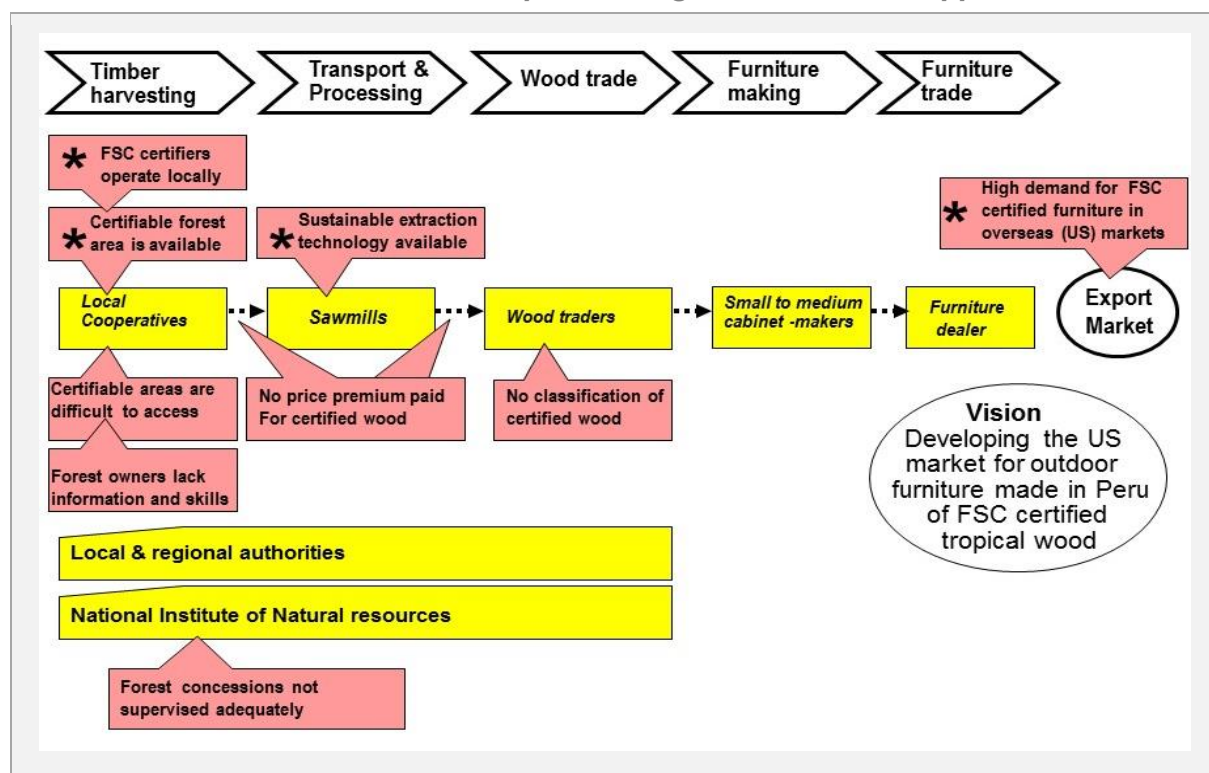 Timber
harvesting
Transport &
Processing
Wood trade
Furniture
making
Furniture
trade
* FSC certifiers
operate locally
* Certifiable forest
area is available
* Sustainable extraction
technology available
* High demand for FSC
certified furniture in
overseas (US) markets
Local
Cooperatives
Sawmills
Wood traders
Small to medium
cabinet -makers
Furniture
dealer
Export
Market
Certifiable areas are
difficult to access
No price premium paid
For certified wood
No classification of
certified wood
Forest owners lack
information and skills
Vision
Developing the US
market for outdoor
furniture made in Peru
of FSC certified
tropical wood
Local & regional authorities
National Institute of Natural resources
Forest concessions not
supervised adequately